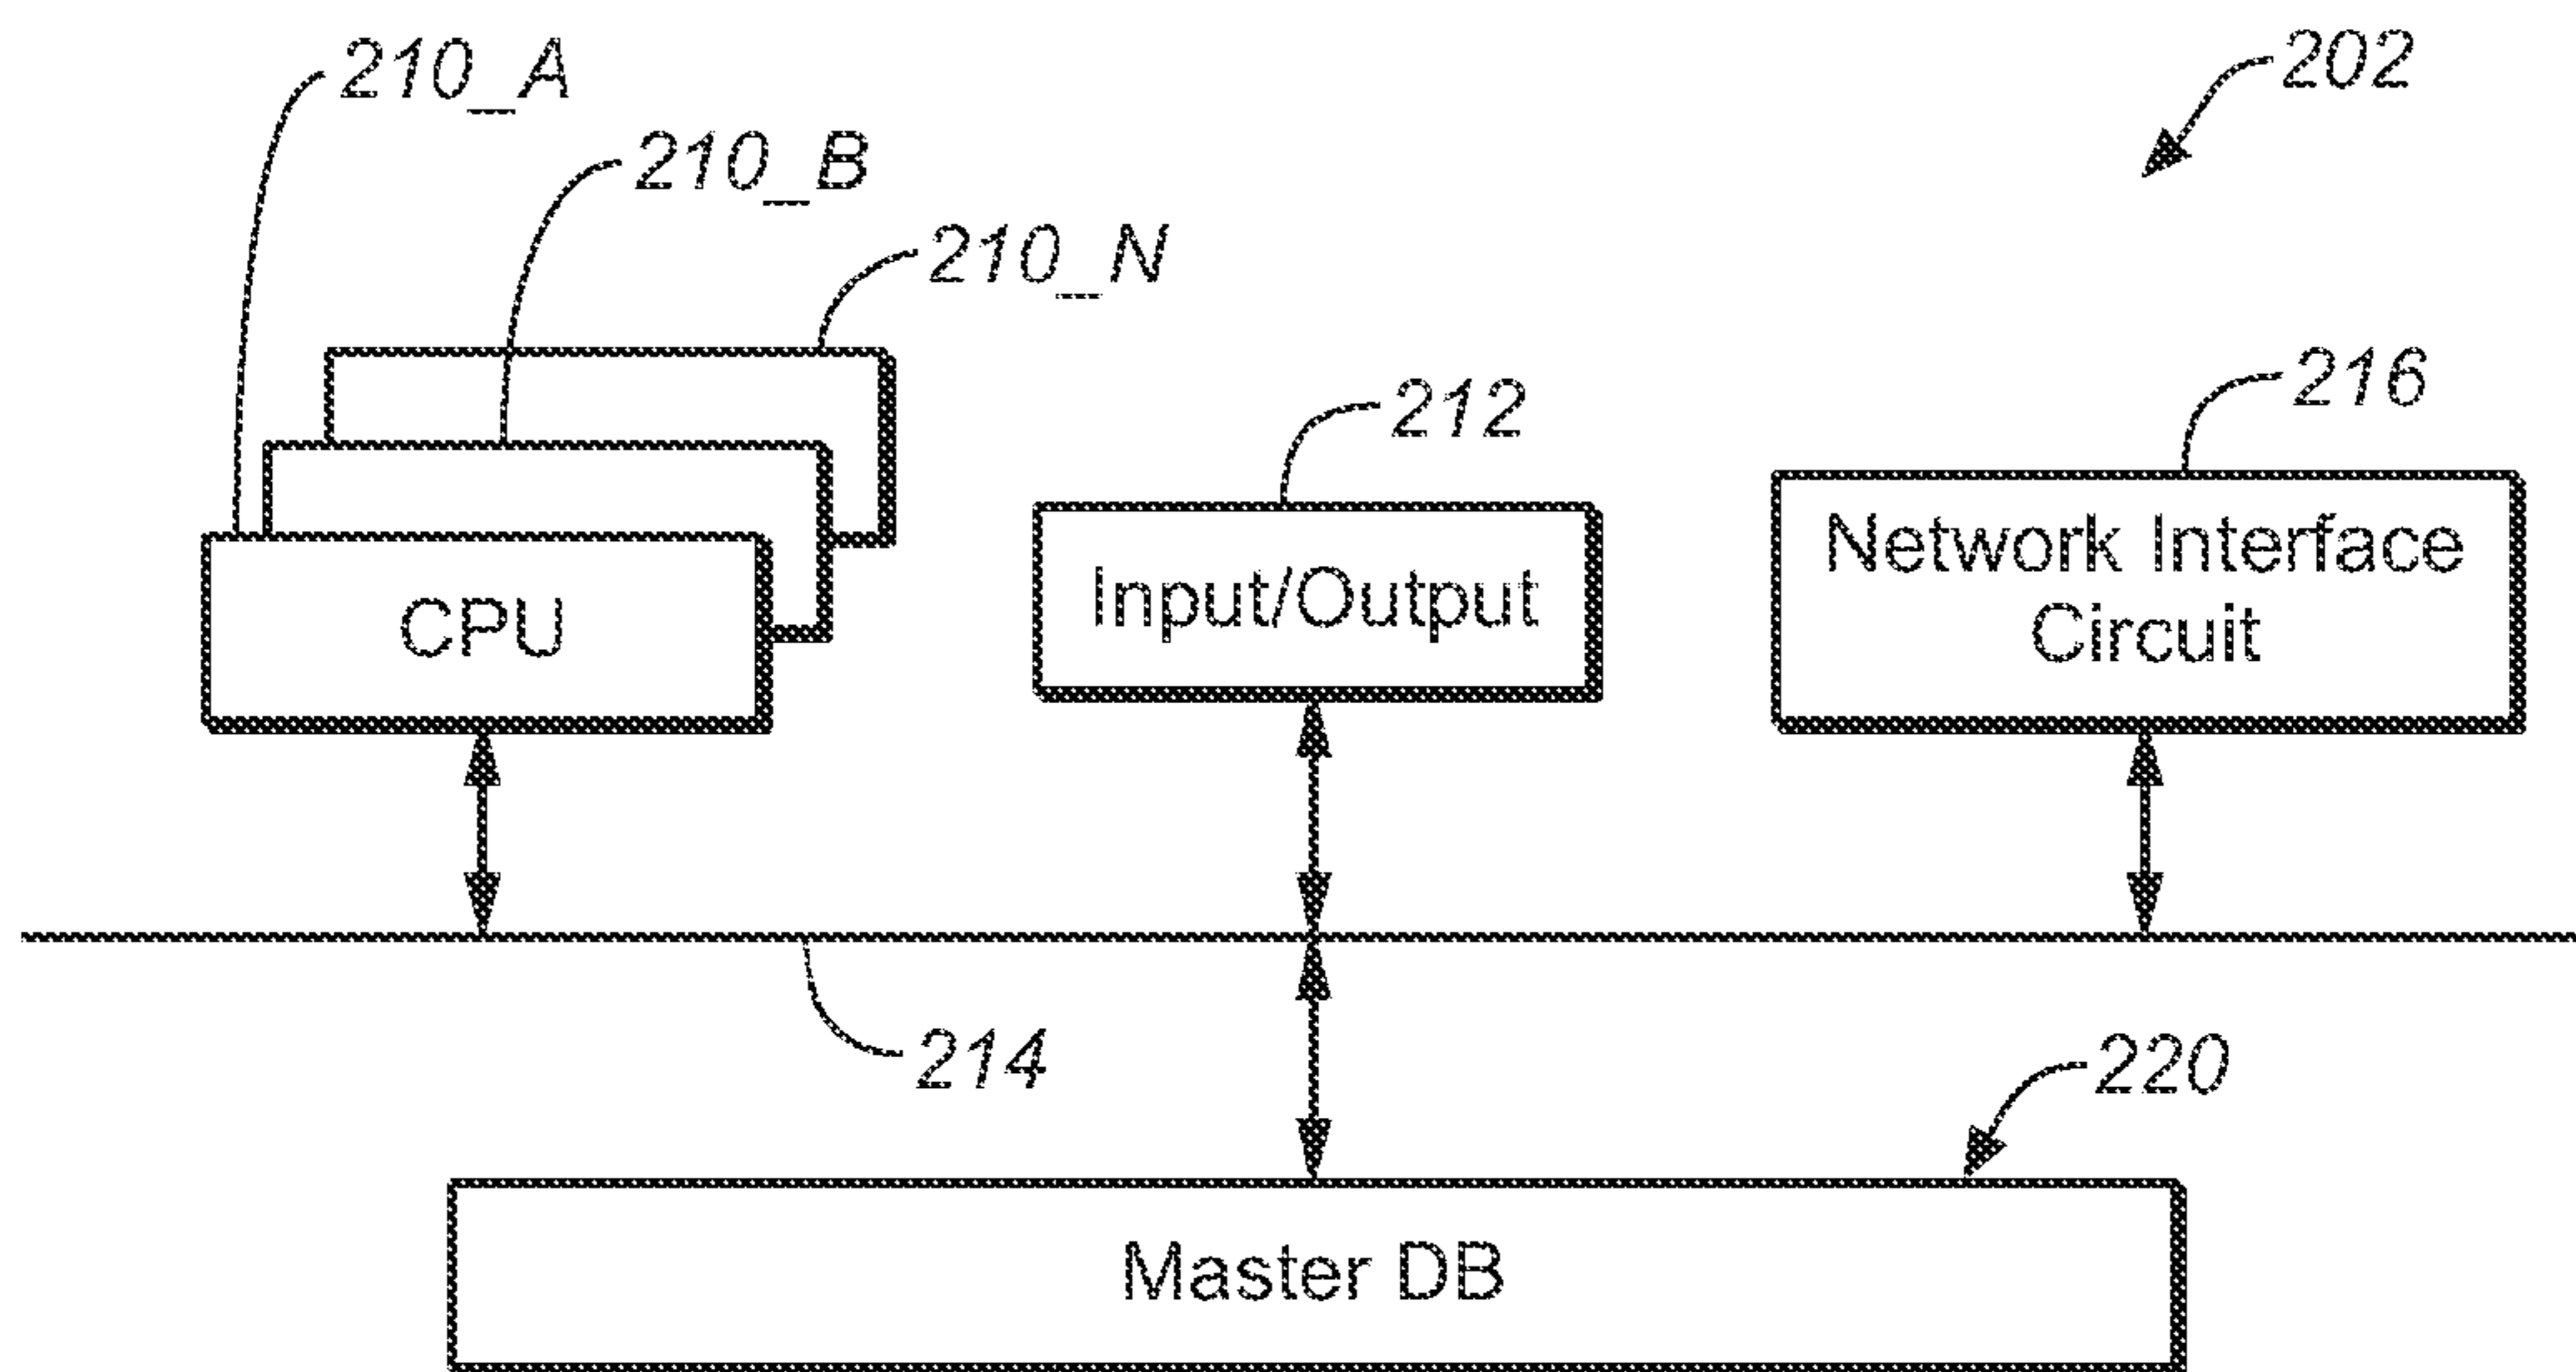 210_A
202
210_B
210_N
216
212
Network Interface
Circuit
Input/Output
CPU
214
220
Master DB